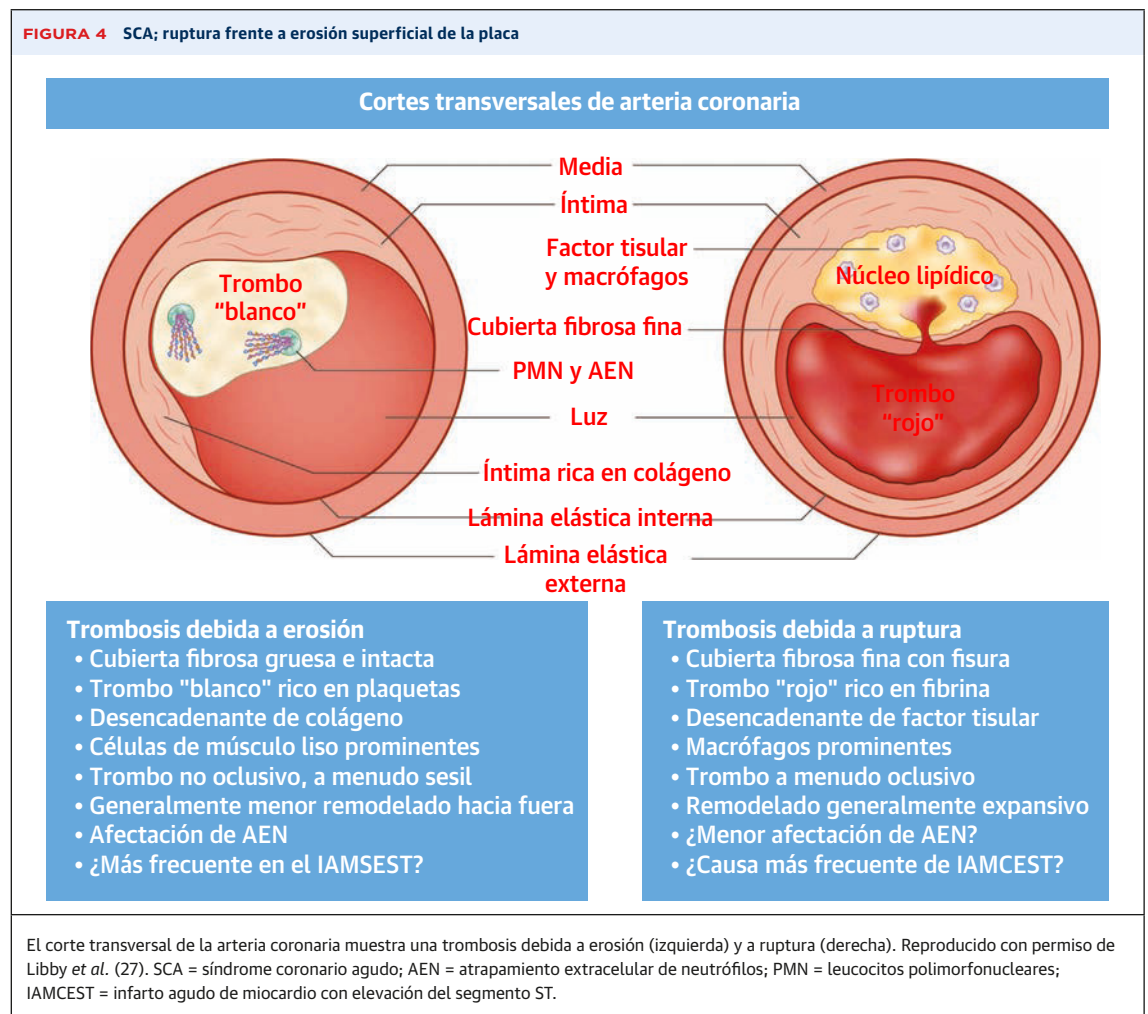 FIGURA 4 SCA; ruptura frente a erosión superficial de la placa
Cortes transversales de arteria coronaria
Media
Íntima
Factor tisular
y macrófagos
Cubierta fibrosa fina
PMN y AEN
Luz
Íntima rica en colágeno
Lámina elástica interna
Lámina elástica
externa
Trombo
“blanco”
Núcleo lipídico
Trombo
“rojo”
Trombosis debida a erosión
• Cubierta fibrosa gruesa e intacta
• Trombo "blanco" rico en plaquetas
• Desencadenante de colágeno
• Células de músculo liso prominentes
• Trombo no oclusivo, a menudo sesil
• Generalmente menor remodelado hacia fuera
• Afectación de AEN
• ¿Más frecuente en el IAMSEST?
Trombosis debida a ruptura
• Cubierta fibrosa fina con fisura
• Trombo "rojo" rico en fibrina
• Desencadenante de factor tisular
• Macrófagos prominentes
• Trombo a menudo oclusivo
• Remodelado generalmente expansivo
• ¿Menor afectación de AEN?
• ¿Causa más frecuente de IAMCEST?
El corte transversal de la arteria coronaria muestra una trombosis debida a erosión (izquierda) y a ruptura (derecha). Reproducido con permiso de
Libby et al. (27). SCA = síndrome coronario agudo; AEN = atrapamiento extracelular de neutrófilos; PMN = leucocitos polimorfonucleares;
IAMCEST = infarto agudo de miocardio con elevación del segmento ST.